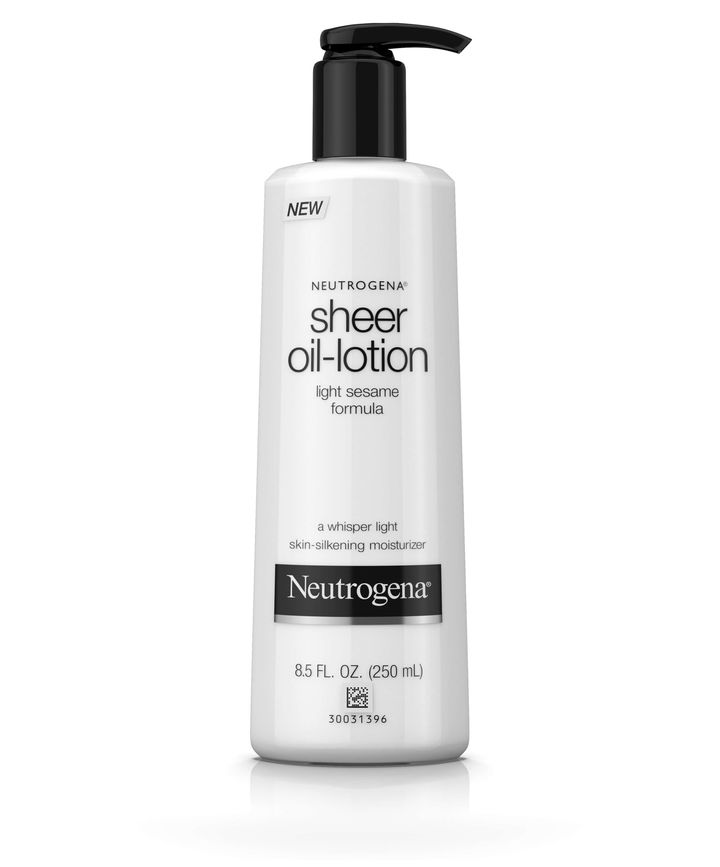 NEW
NEUTROGENA®
sheer
oil-lotion
light sesame
formula
a whisper light
skin-silkening moisturizer
Neutrogena®
8.5 FL. OZ. (250 mL)
30031396